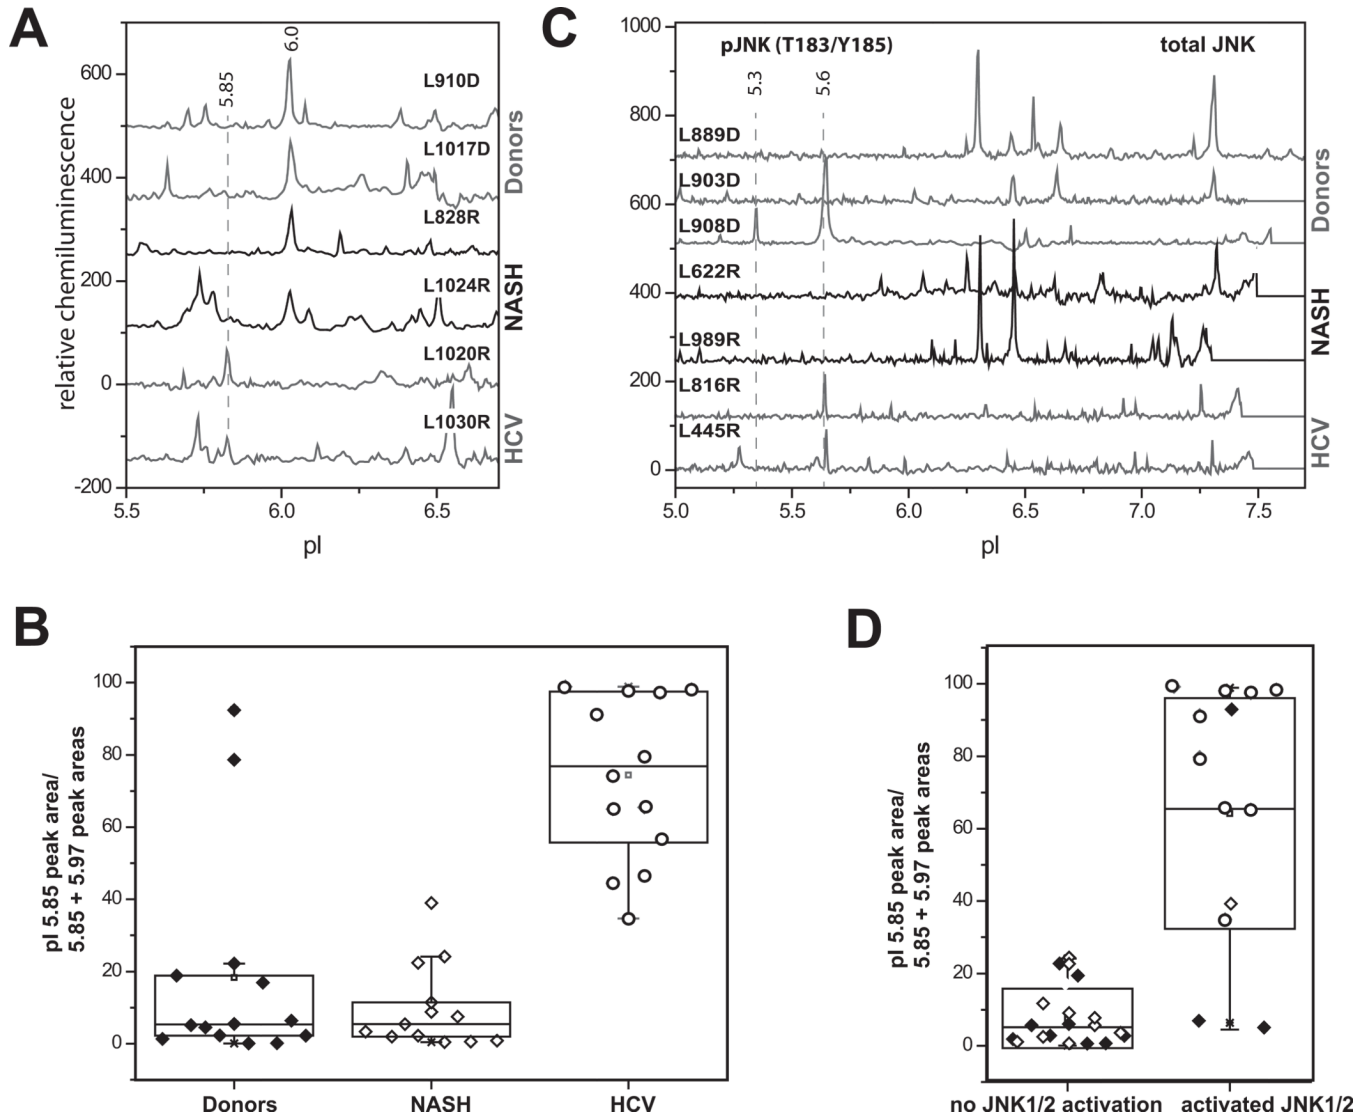 A
relative chemiluminescence
600
400
200
0
-200
5.85
6.0
L910D
L1017D
L828R
L1024R
L1020R
L1030R
Donors
NASH
HCV
5.5
6.0
6.5
pI
C
1000
800
600
400
200
0
pJNK (T183/Y185)
total JNK
5.3
5.6
L889D
L903D
L908D
L622R
L989R
L816R
L445R
Donors
NASH
HCV
5.0
5.5
6.0
6.5
7.0
7.5
pI
B
pI 5.85 peak area/
5.85 + 5.97 peak areas
100
80
60
40
20
0
Donors
NASH
HCV
D
pI 5.85 peak area/
5.85 + 5.97 peak areas
100
80
60
40
20
0
no JNK1/2 activation
activated JNK1/2